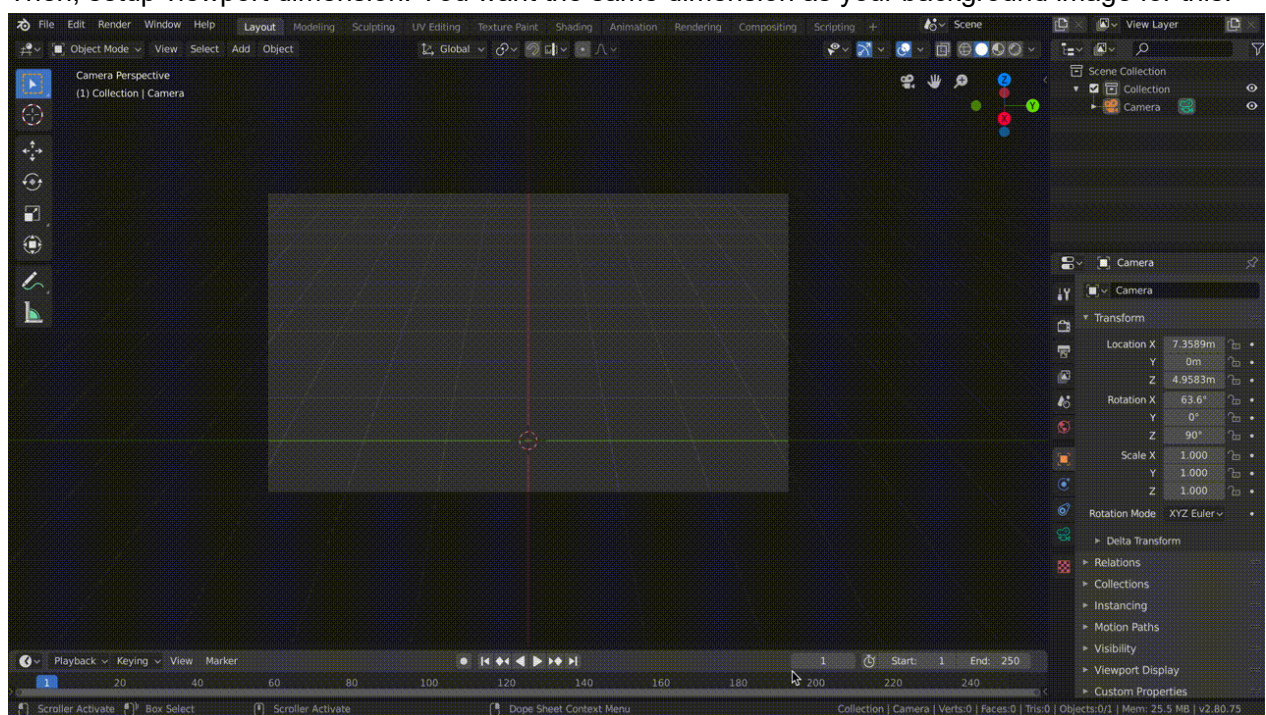 Then, setup viewport dimension. You want the same dimension as your background image for this.
File Edit Render Window Help Layout Modeling Sculpting UV Editing Texture Paint Shading Animation Rendering Compositing Scripting + Scene View Layer
Object Mode View Select Add Object Global
Camera Perspective
(1) Collection | Camera
Z
Y
X
Scene Collection
Collection
Camera
Camera
Camera
Transform
Location X 7.3589m
Y 0m
Z 4.9583m
Rotation X 63.6°
Y 0°
Z 90°
Scale X 1.000
Y 1.000
Z 1.000
Rotation Mode XYZ Euler
Delta Transform
Relations
Collections
Instancing
Motion Paths
Visibility
Viewport Display
Custom Properties
Playback Keying View Marker 1 Start: 1 End: 250
1 20 40 60 80 100 120 140 160 180 200 220 240
Scroller Activate Box Select Scroller Activate Dope Sheet Context Menu Collection | Camera | Verts:0 | Faces:0 | Tris:0 | Objects:0/1 | Mem: 25.5 MB | v2.80.75